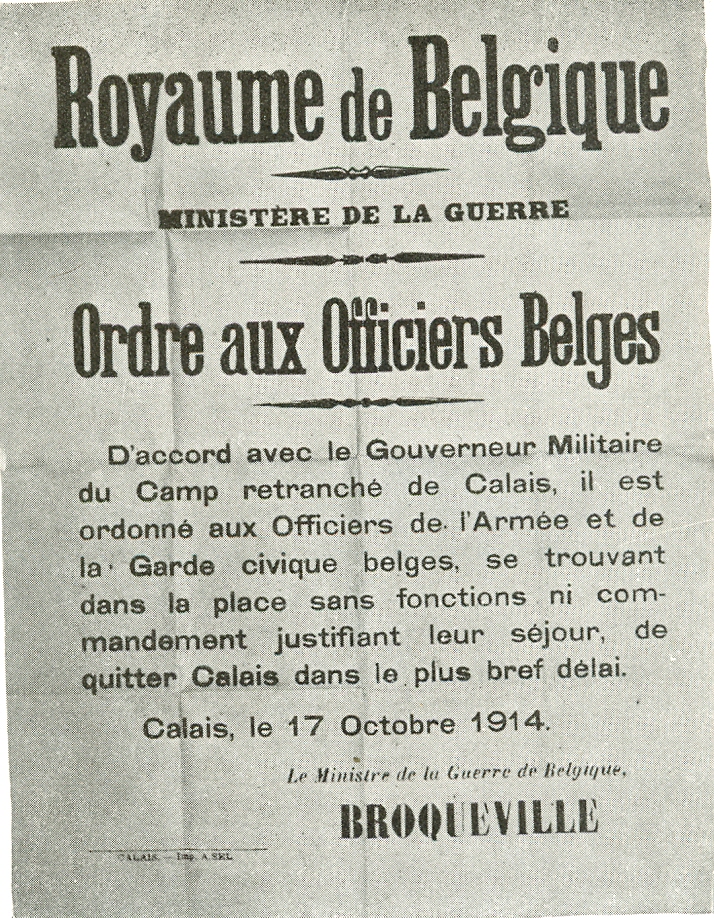 Royaume de Belgique
MINISTÈRE DE LA GUERRE
Ordre aux Officiers Belges
D'accord avec le Gouverneur Militaire
du Camp retranché de Calais, il est
ordonné aux Officiers de l'Armée et de
la Garde civique belges, se trouvant
dans la place sans fonctions ni com-
mandement justifiant leur séjour, de
quitter Calais dans le plus bref délai.
Calais, le 17 Octobre 1914.
Le Ministre de la Guerre de Belgique,
BROQUEVILLE
CALAIS. — Imp. A.